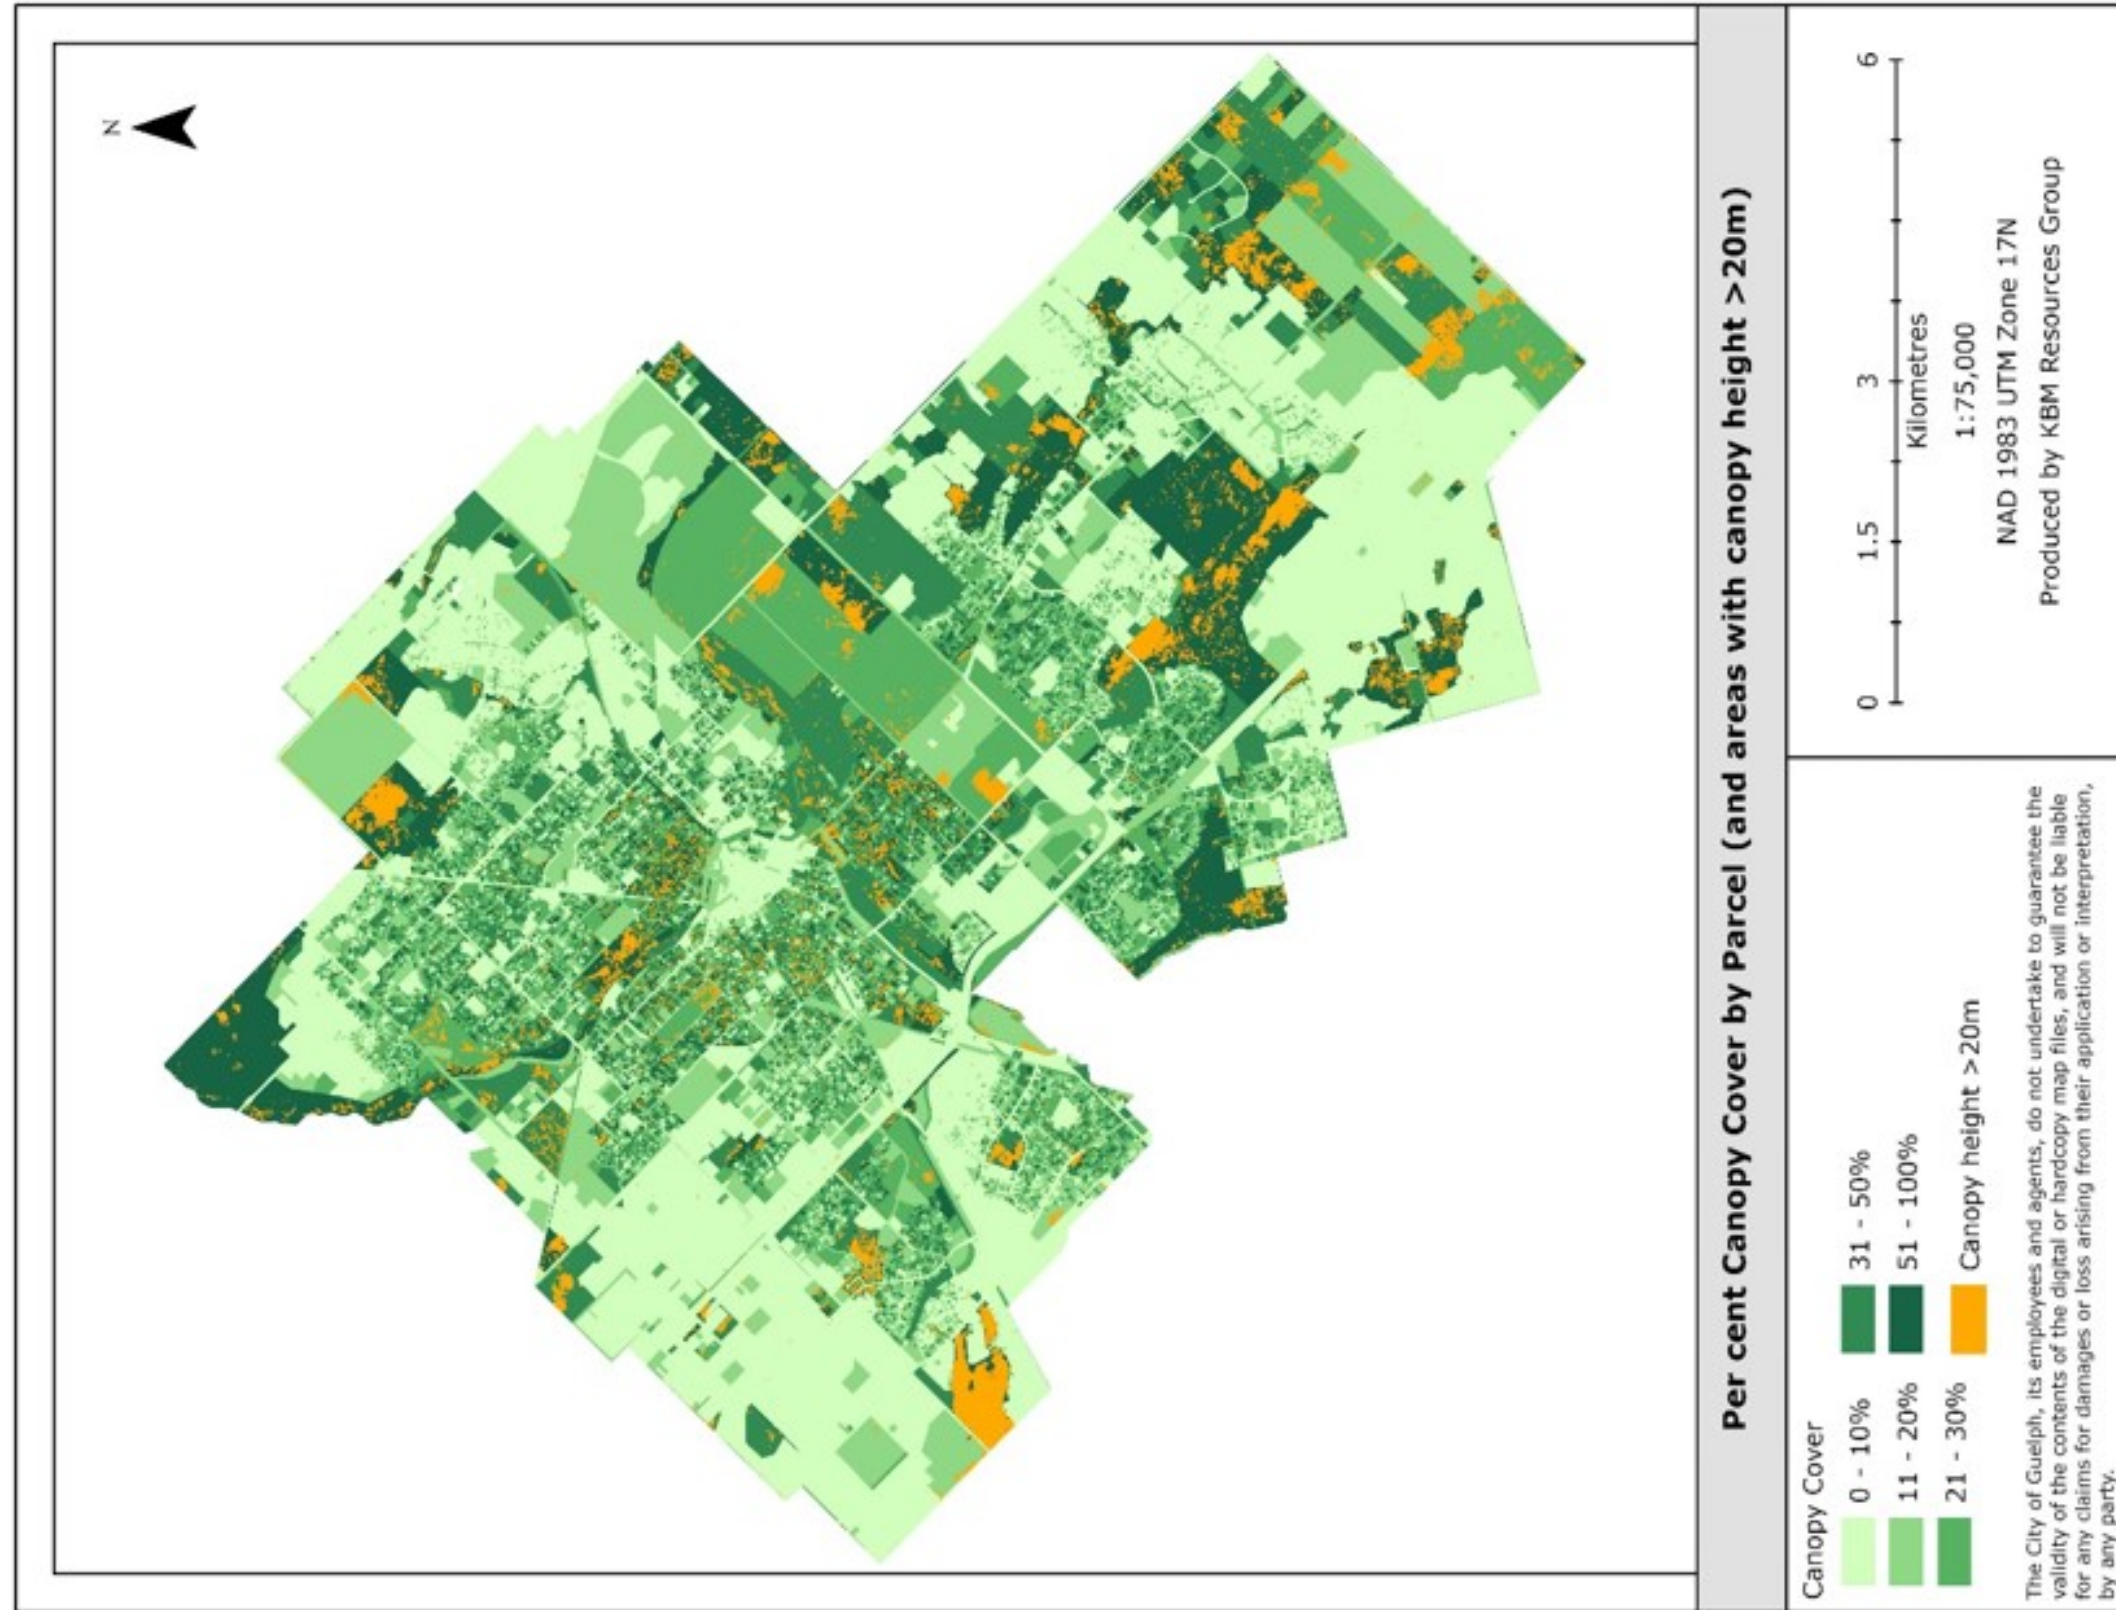 N
Per cent Canopy Cover by Parcel (and areas with canopy height >20m)
Canopy Cover
0 - 10%
11 - 20%
21 - 30%
31 - 50%
51 - 100%
Canopy height >20m
The City of Guelph, its employees and agents, do not undertake to guarantee the
validity of the contents of the digital or hardcopy map files, and will not be liable
for any claims for damages or loss arising from their application or interpretation,
by any party.
0 1.5 3 6
Kilometres
1:75,000
NAD 1983 UTM Zone 17N
Produced by KBM Resources Group